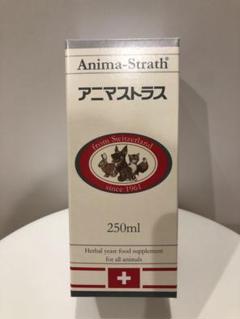 Anima-Strath®
アニマストラス
from Switzerland
since 1961
250ml
Herbal yeast food supplement
for all animals